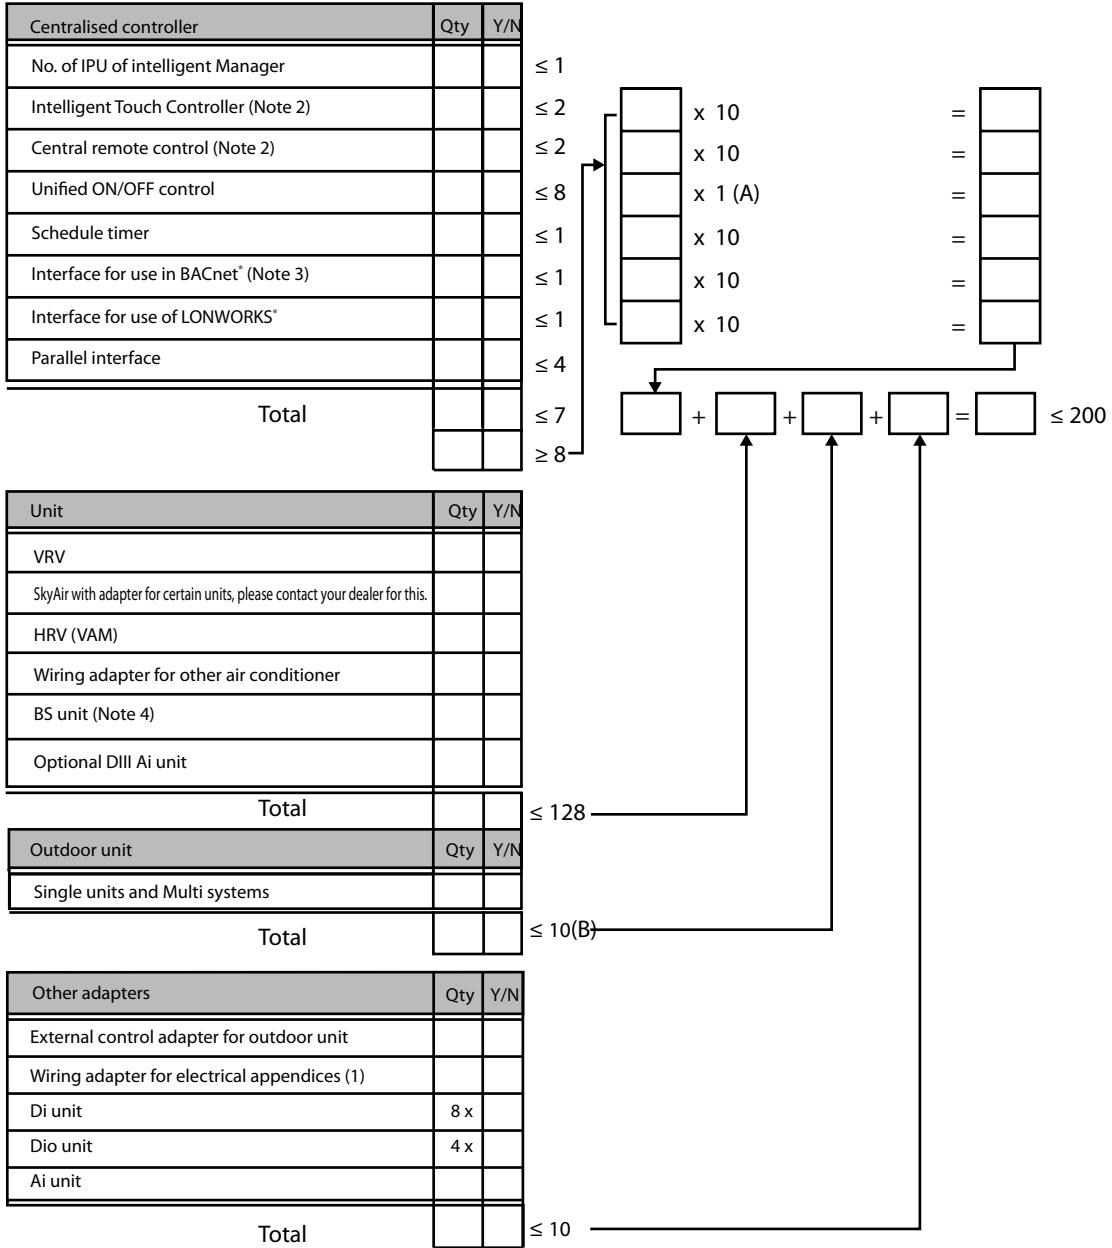 Centralised controller Qty Y/N
No. of IPU of intelligent Manager ≤ 1
Intelligent Touch Controller (Note 2) ≤ 2 x 10 =
Central remote control (Note 2) ≤ 2 x 10 =
Unified ON/OFF control ≤ 8 x 1 (A) =
Schedule timer ≤ 1 x 10 =
Interface for use in BACnet® (Note 3) ≤ 1 x 10 =
Interface for use of LONWORKS® ≤ 1 x 10 =
Parallel interface ≤ 4
Total ≤ 7 + + + = ≤ 200
≥ 8
Unit Qty Y/N
VRV
SkyAir with adapter for certain units, please contact your dealer for this.
HRV (VAM)
Wiring adapter for other air conditioner
BS unit (Note 4)
Optional DIII Ai unit
Total ≤ 128
Outdoor unit Qty Y/N
Single units and Multi systems
Total ≤ 10(B)
Other adapters Qty Y/N
External control adapter for outdoor unit
Wiring adapter for electrical appendices (1)
Di unit 8 x
Dio unit 4 x
Ai unit
Total ≤ 10